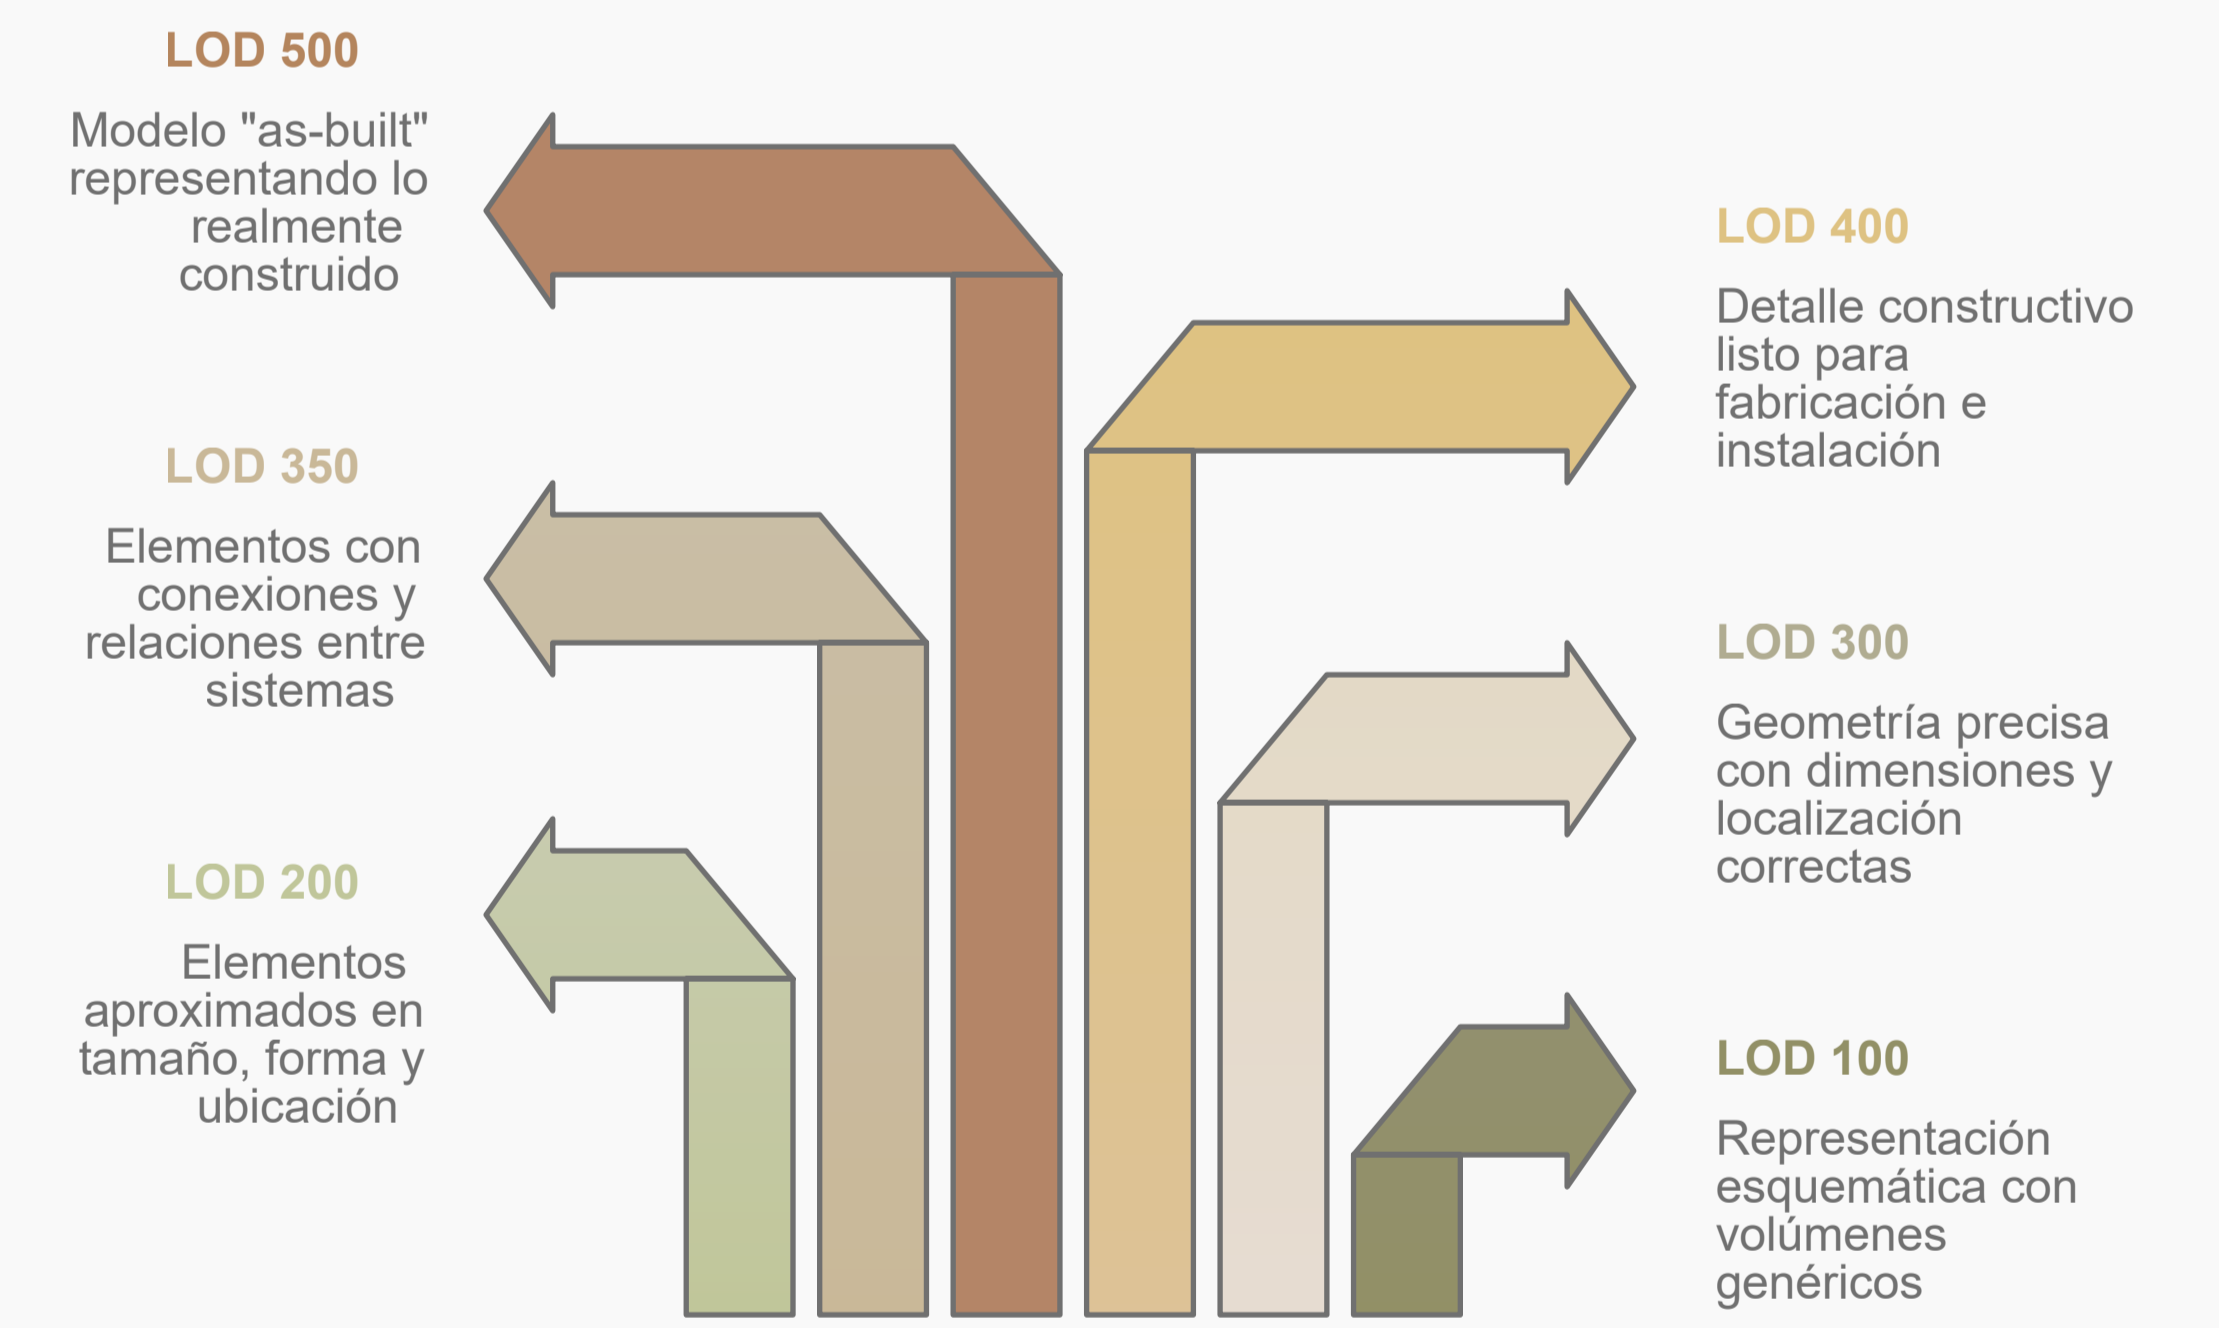 LOD 500
Modelo "as-built"
representando lo
realmente
construido
LOD 350
Elementos con
conexiones y
relaciones entre
sistemas
LOD 200
Elementos
aproximados en
tamaño, forma y
ubicación
LOD 400
Detalle constructivo
listo para
fabricación e
instalación
LOD 300
Geometría precisa
con dimensiones y
localización
correctas
LOD 100
Representación
esquemática con
volúmenes
genéricos